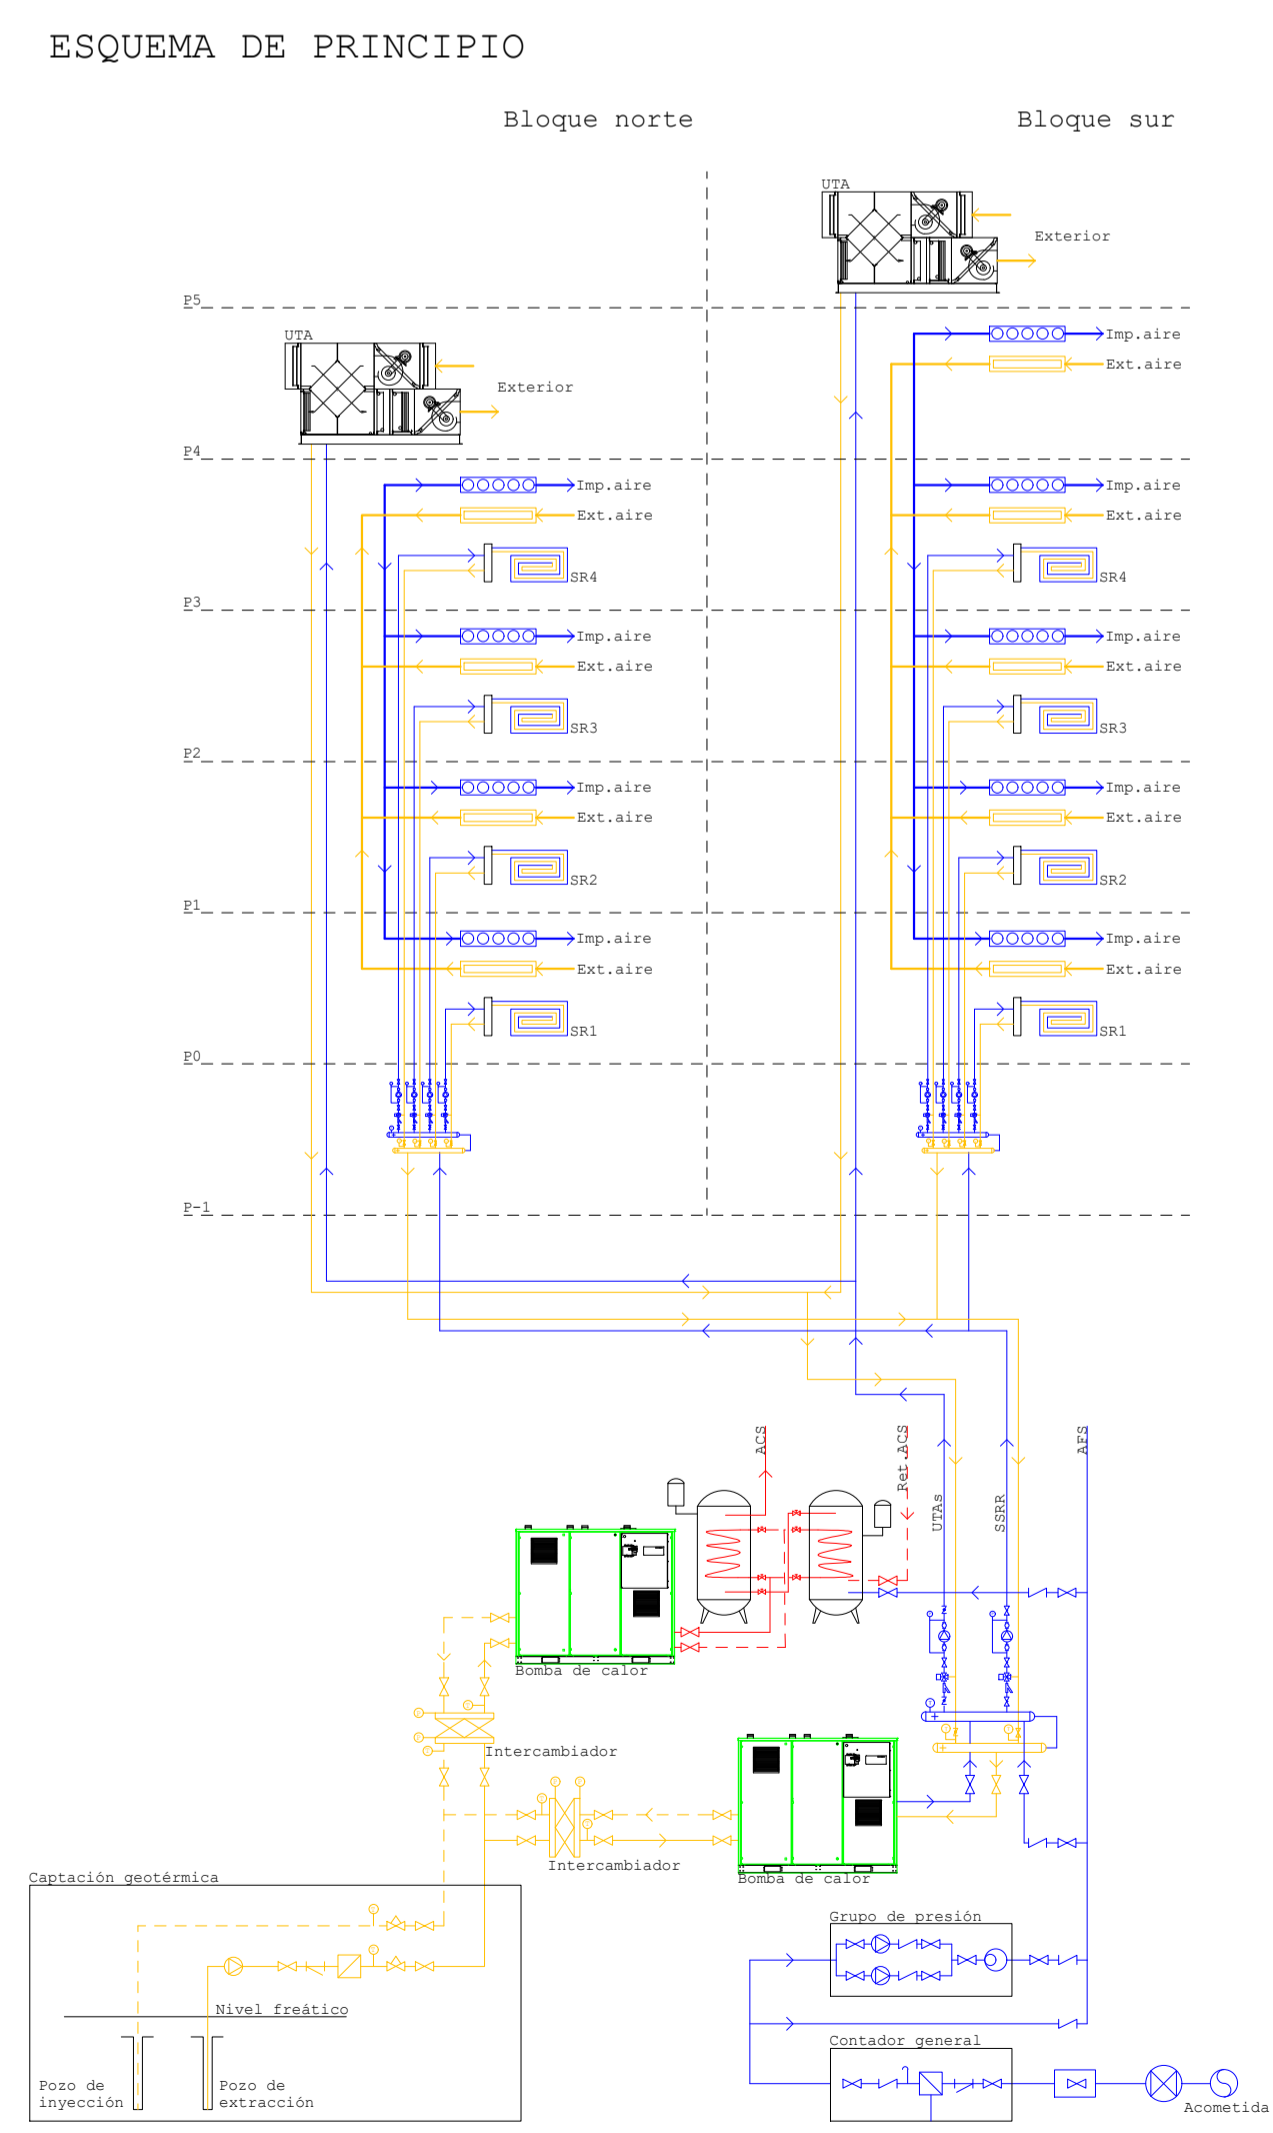 ESQUEMA DE PRINCIPIO
Bloque norte
Bloque sur
UTA
Exterior
P5
Imp.aire
UTA
Ext.aire
Exterior
P4
Imp.aire
Imp.aire
Ext.aire
Ext.aire
SR4
SR4
P3
Imp.aire
Imp.aire
Ext.aire
Ext.aire
SR3
SR3
P2
Imp.aire
Imp.aire
Ext.aire
Ext.aire
SR2
SR2
P1
Imp.aire
Imp.aire
Ext.aire
Ext.aire
SR1
SR1
P0
P-1
ACS
Ret.ACS
AFS
UTAs
SSRR
Bomba de calor
Intercambiador
Intercambiador
Bomba de calor
Captación geotérmica
Grupo de presión
Nivel freático
Contador general
Pozo de
inyección
Pozo de
extracción
Acometida